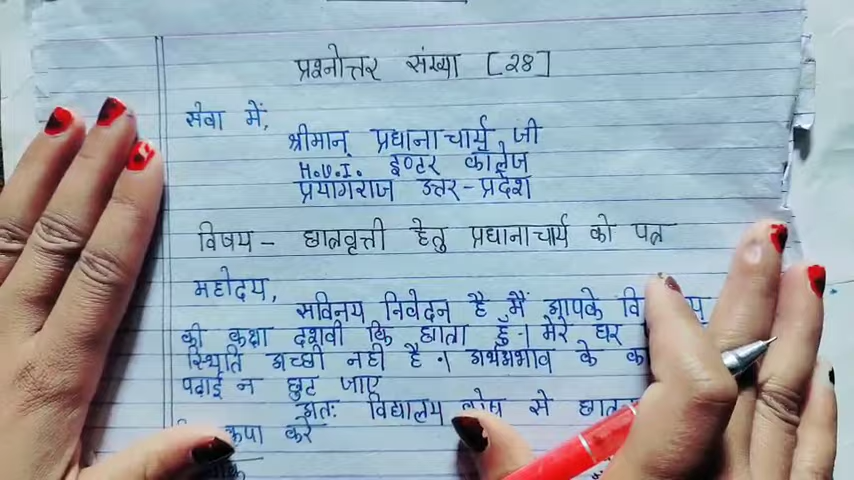 प्रश्नोत्तर संख्या [28]
सेवा में,
श्रीमान् प्रधानाचार्य जी
H.V.I. इण्टर कॉलेज
प्रयागराज उत्तर-प्रदेश
विषय - छात्रवृत्ती हेतु प्रधानाचार्य को पत्र
महोदय,
सविनय निवेदन है मैं आपके
की कक्षा दशवी कि छाता हुँ। मेरे घर
स्थिति अच्छी नही है। अर्थअभाव के
पढाई न छुट जाए
अतः विद्यालय कोष से
कृपा करे